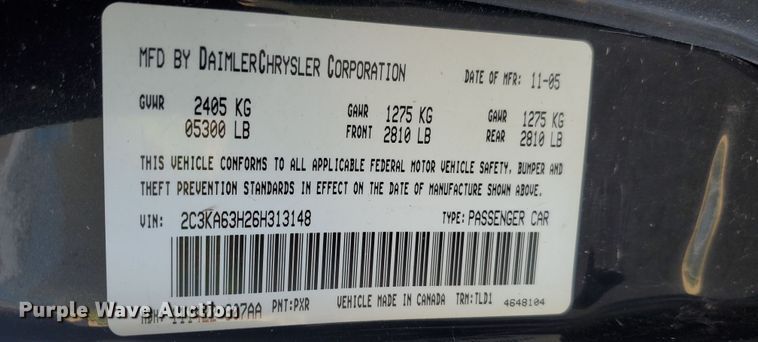 MFD BY DAIMLERCHRYSLER CORPORATION DATE OF MFR: 11-05
GVWR 2405 KG GAWR 1275 KG GAWR 1275 KG
05300 LB FRONT 2810 LB REAR 2810 LB
THIS VEHICLE CONFORMS TO ALL APPLICABLE FEDERAL MOTOR VEHICLE SAFETY, BUMPER AND
THEFT PREVENTION STANDARDS IN EFFECT ON THE DATE OF MANUFACTURE SHOWN ABOVE.
VIN: 2C3KA63H26H313148 TYPE: PASSENGER CAR
PNT:PXR VEHICLE MADE IN CANADA TRM:TLD1 4648104
Purple Wave Auction